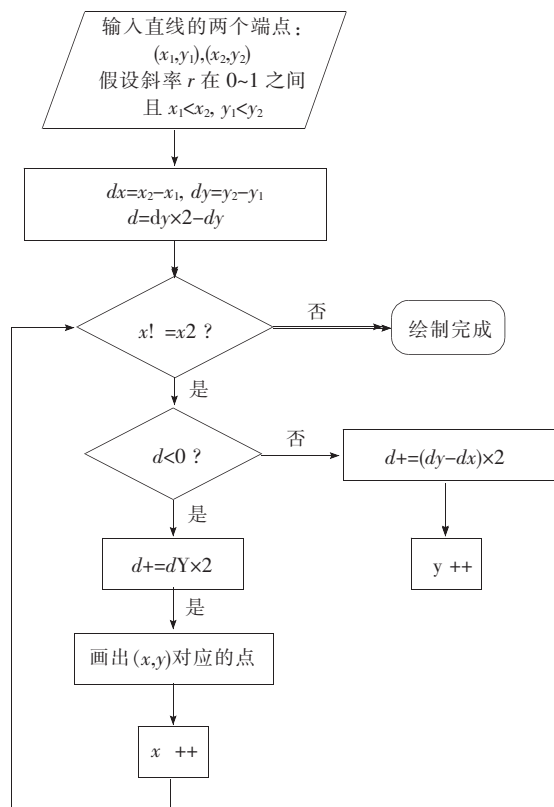 输入直线的两个端点：
(x₁,y₁),(x₂,y₂)
假设斜率 r 在 0~1 之间
且 x₁<x₂, y₁<y₂
dx=x₂−x₁, dy=y₂−y₁
d=dy×2−dy
x! =x2 ?
否
绘制完成
是
d<0 ?
否
d+=(dy−dx)×2
是
d+=dY×2
y ++
是
画出(x,y)对应的点
x ++